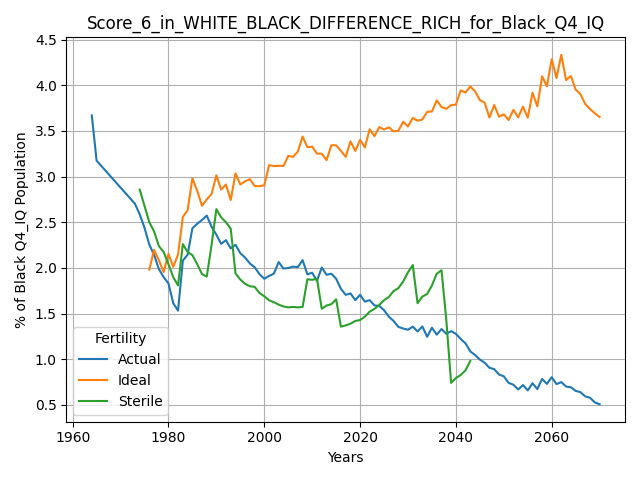 Score_6_in_WHITE_BLACK_DIFFERENCE_RICH_for_Black_Q4_IQ
% of Black Q4_IQ Population
4.5
4.0
3.5
3.0
2.5
2.0
1.5
1.0
0.5
Fertility
Actual
Ideal
Sterile
1960 1980 2000 2020 2040 2060
Years